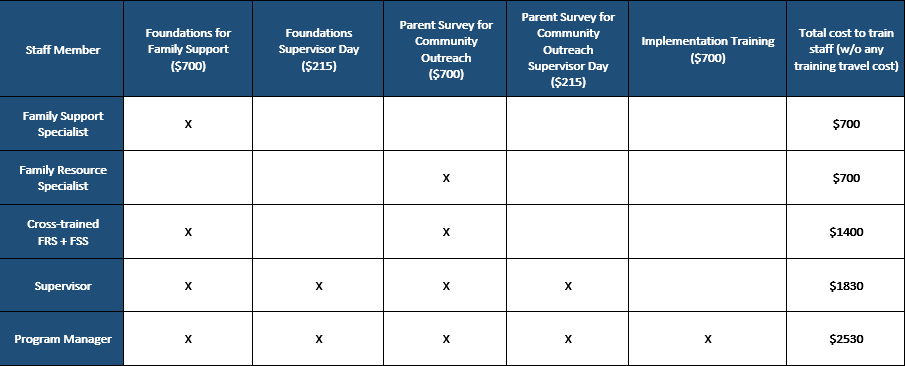 Staff Member
Foundations for
Family Support
($700)
Foundations
Supervisor Day
($215)
Parent Survey for
Community
Outreach
($700)
Parent Survey for
Community
Outreach
Supervisor Day
($215)
Implementation Training
($700)
Total cost to train
staff (w/o any
training travel cost)
Family Support
Specialist
X
$700
Family Resource
Specialist
X
$700
Cross-trained
FRS + FSS
X
X
$1400
Supervisor
X
X
X
X
$1830
Program Manager
X
X
X
X
X
$2530